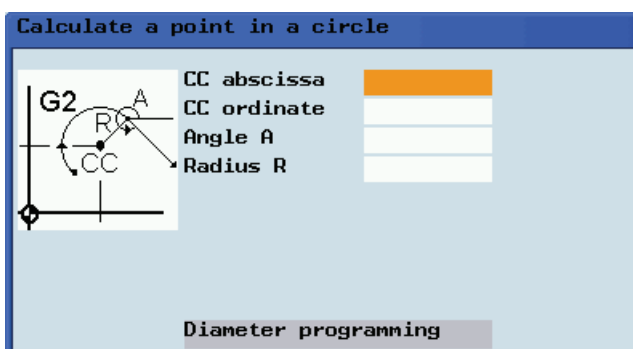 Calculate a point in a circle
G2
A
R
CC
CC abscissa
CC ordinate
Angle A
Radius R
Diameter programming